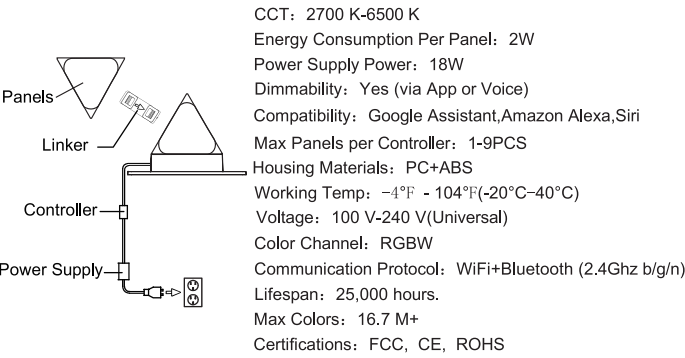 CCT：2700 K-6500 K
Energy Consumption Per Panel：2W
Power Supply Power：18W
Dimmability：Yes (via App or Voice)
Compatibility：Google Assistant,Amazon Alexa,Siri
Max Panels per Controller：1-9PCS
Housing Materials：PC+ABS
Working Temp：-4°F - 104°F(-20°C-40°C)
Voltage：100 V-240 V(Universal)
Color Channel：RGBW
Communication Protocol：WiFi+Bluetooth (2.4Ghz b/g/n)
Lifespan：25,000 hours.
Max Colors：16.7 M+
Certifications：FCC, CE, ROHS
Panels
Linker
Controller
Power Supply